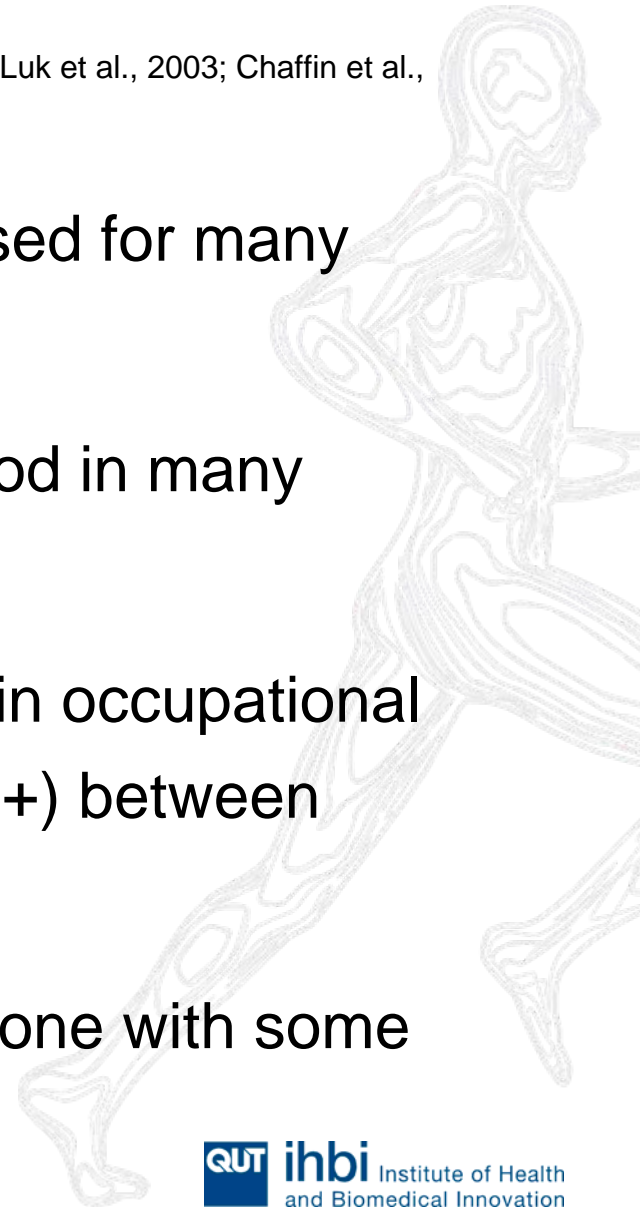 Luk et al., 2003; Chaffin et al.,
sed for many
od in many
in occupational
+) between
one with some
QUT ihbi Institute of Health
and Biomedical Innovation